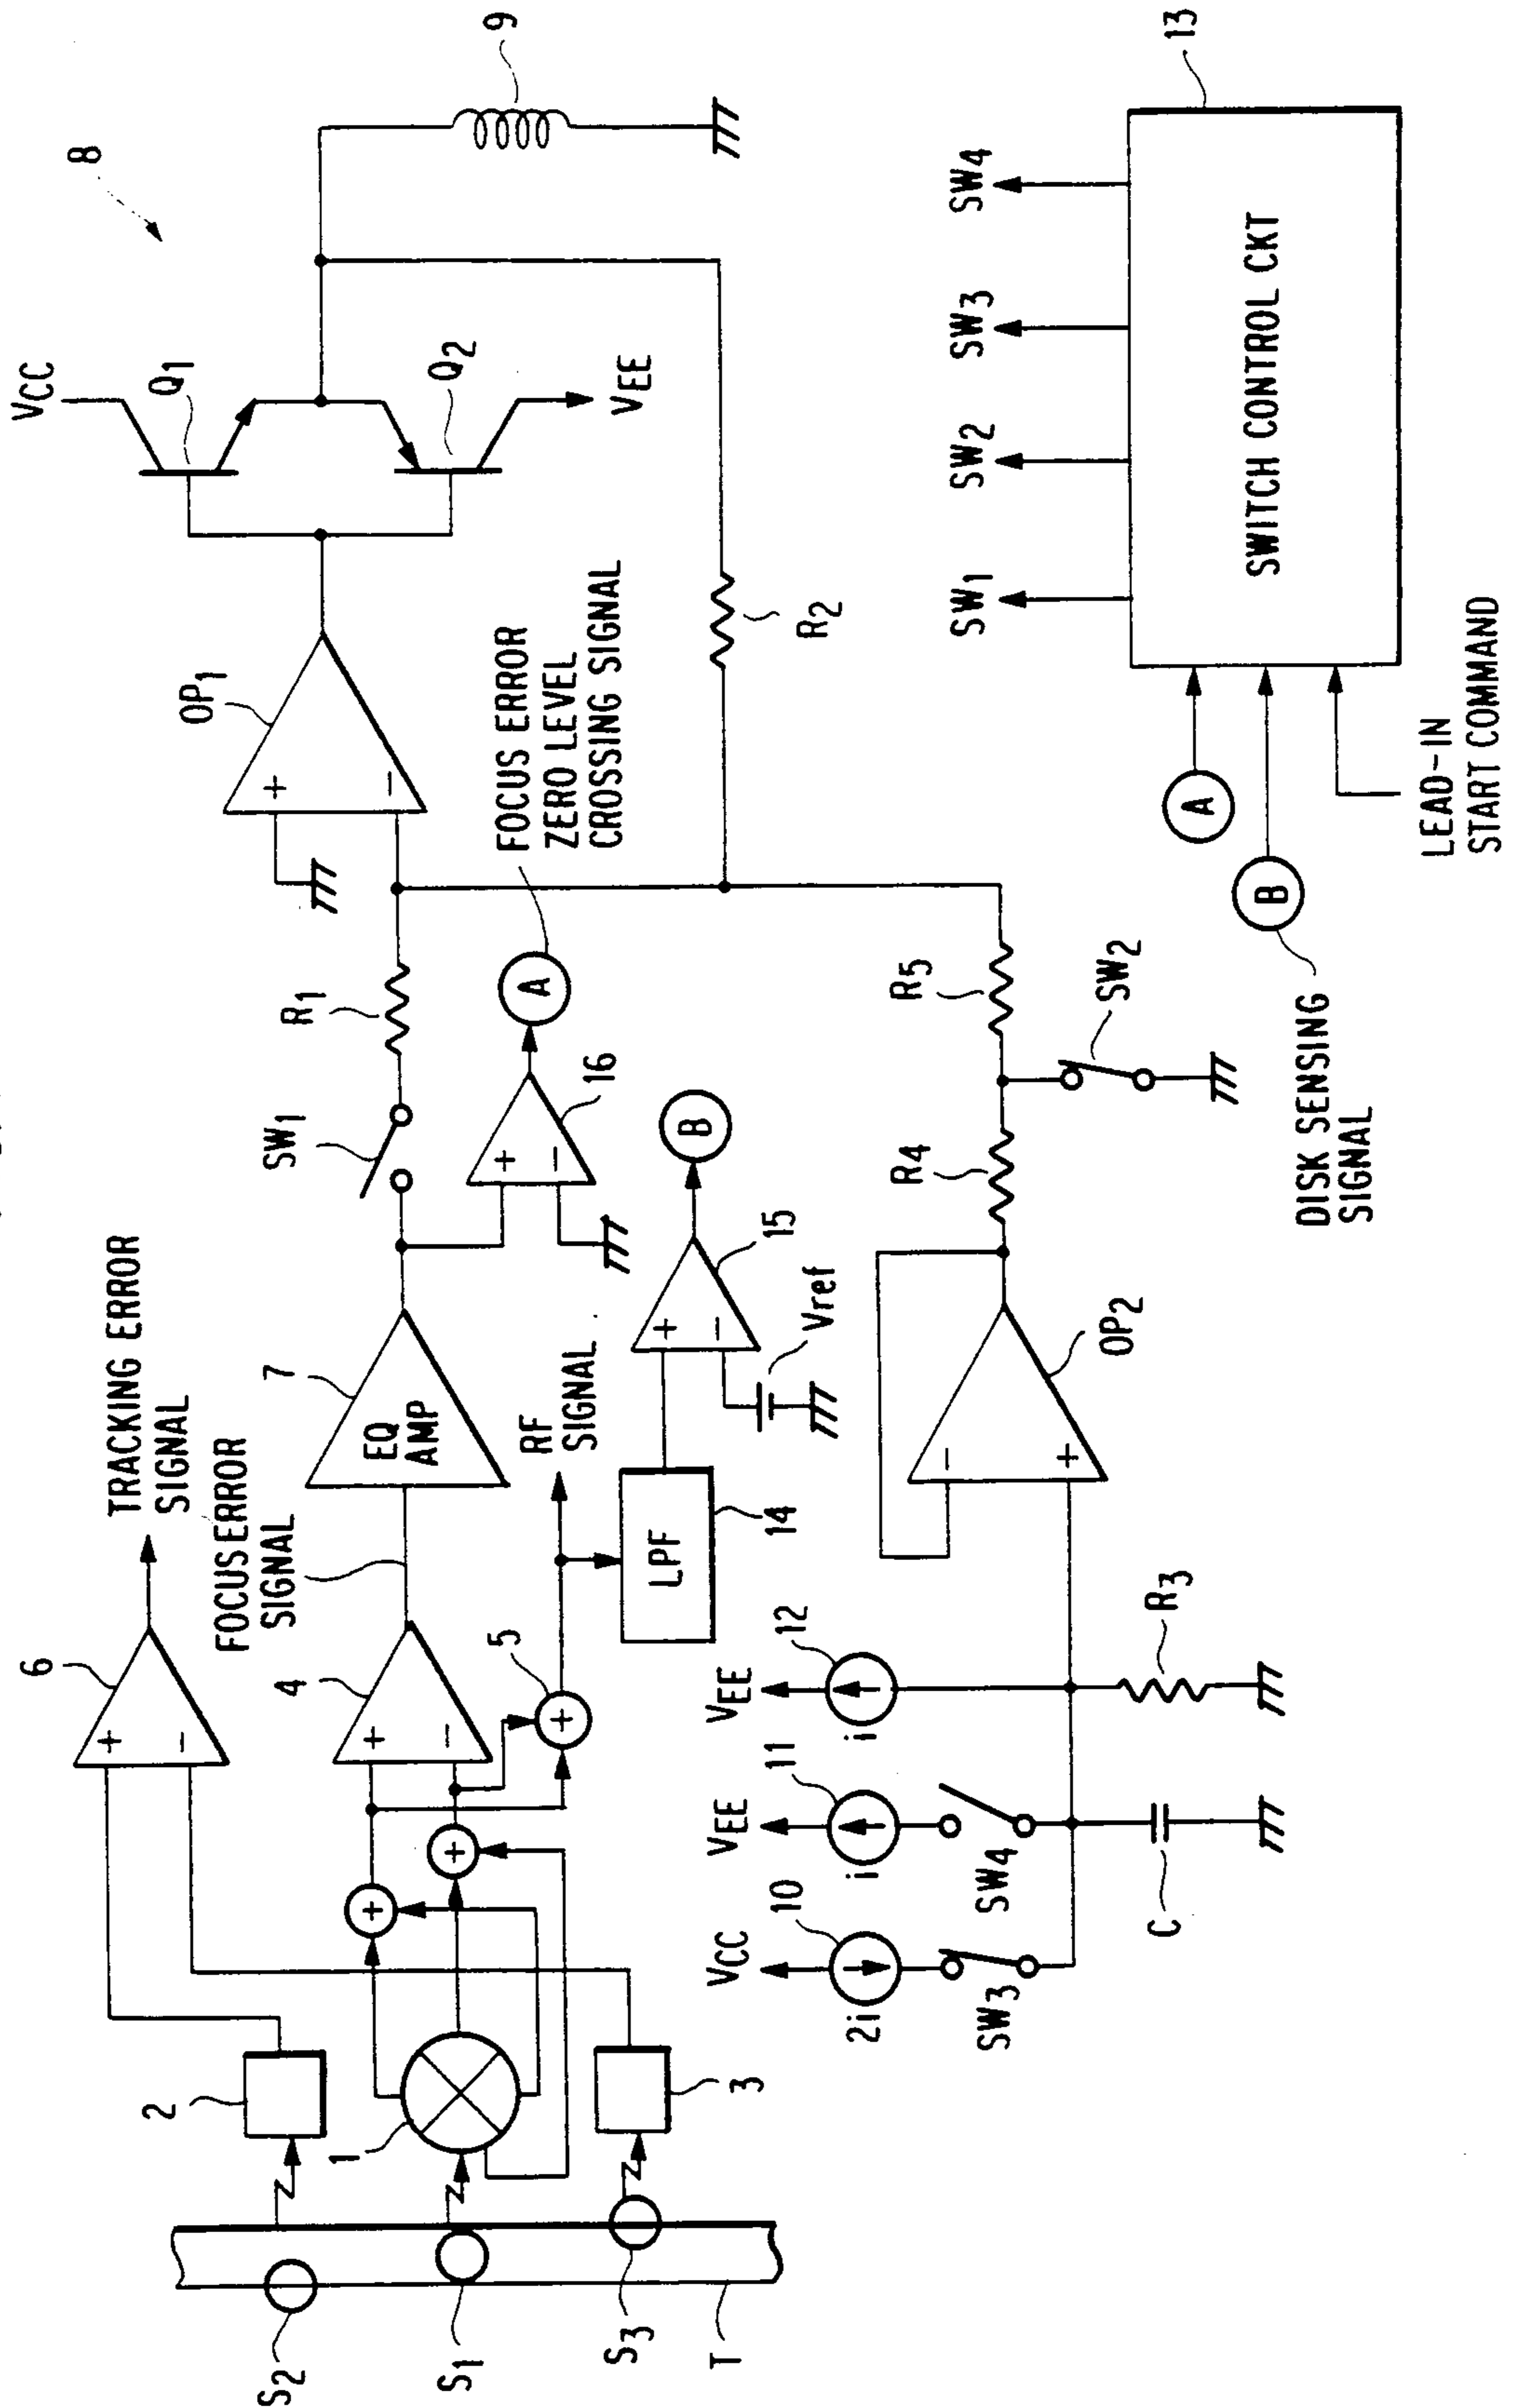 6
+
−
TRACKING ERROR
SIGNAL
FOCUS ERROR
SIGNAL
2
1
3
S2
S1
S3
T
+
+
4
+
−
5
+
7
EQ
AMP
RF
SIGNAL
LPF
14
SW1
R1
+
−
16
A
FOCUS ERROR
ZERO LEVEL
CROSSING SIGNAL
+
−
15
Vref
B
OP1
+
−
VCC
Q1
Q2
VEE
8
9
R2
VCC
10
2i
SW3
VEE
11
i
SW4
C
VEE
12
i
R3
OP2
−
+
R4
R5
SW2
DISK SENSING
SIGNAL
B
A
LEAD-IN
START COMMAND
SW1
SW2
SW3
SW4
SWITCH CONTROL CKT
13